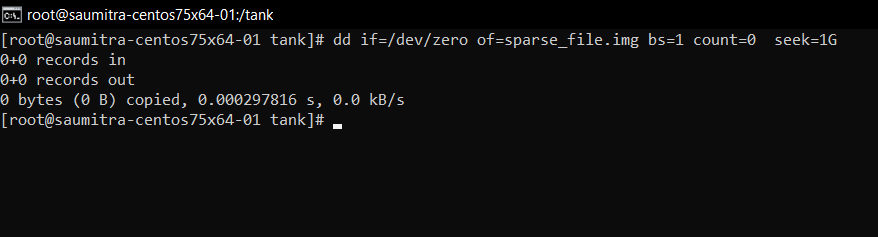 C:\. root@saumitra-centos75x64-01:/tank
[root@saumitra-centos75x64-01 tank]# dd if=/dev/zero of=sparse_file.img bs=1 count=0  seek=1G
0+0 records in
0+0 records out
0 bytes (0 B) copied, 0.000297816 s, 0.0 kB/s
[root@saumitra-centos75x64-01 tank]#